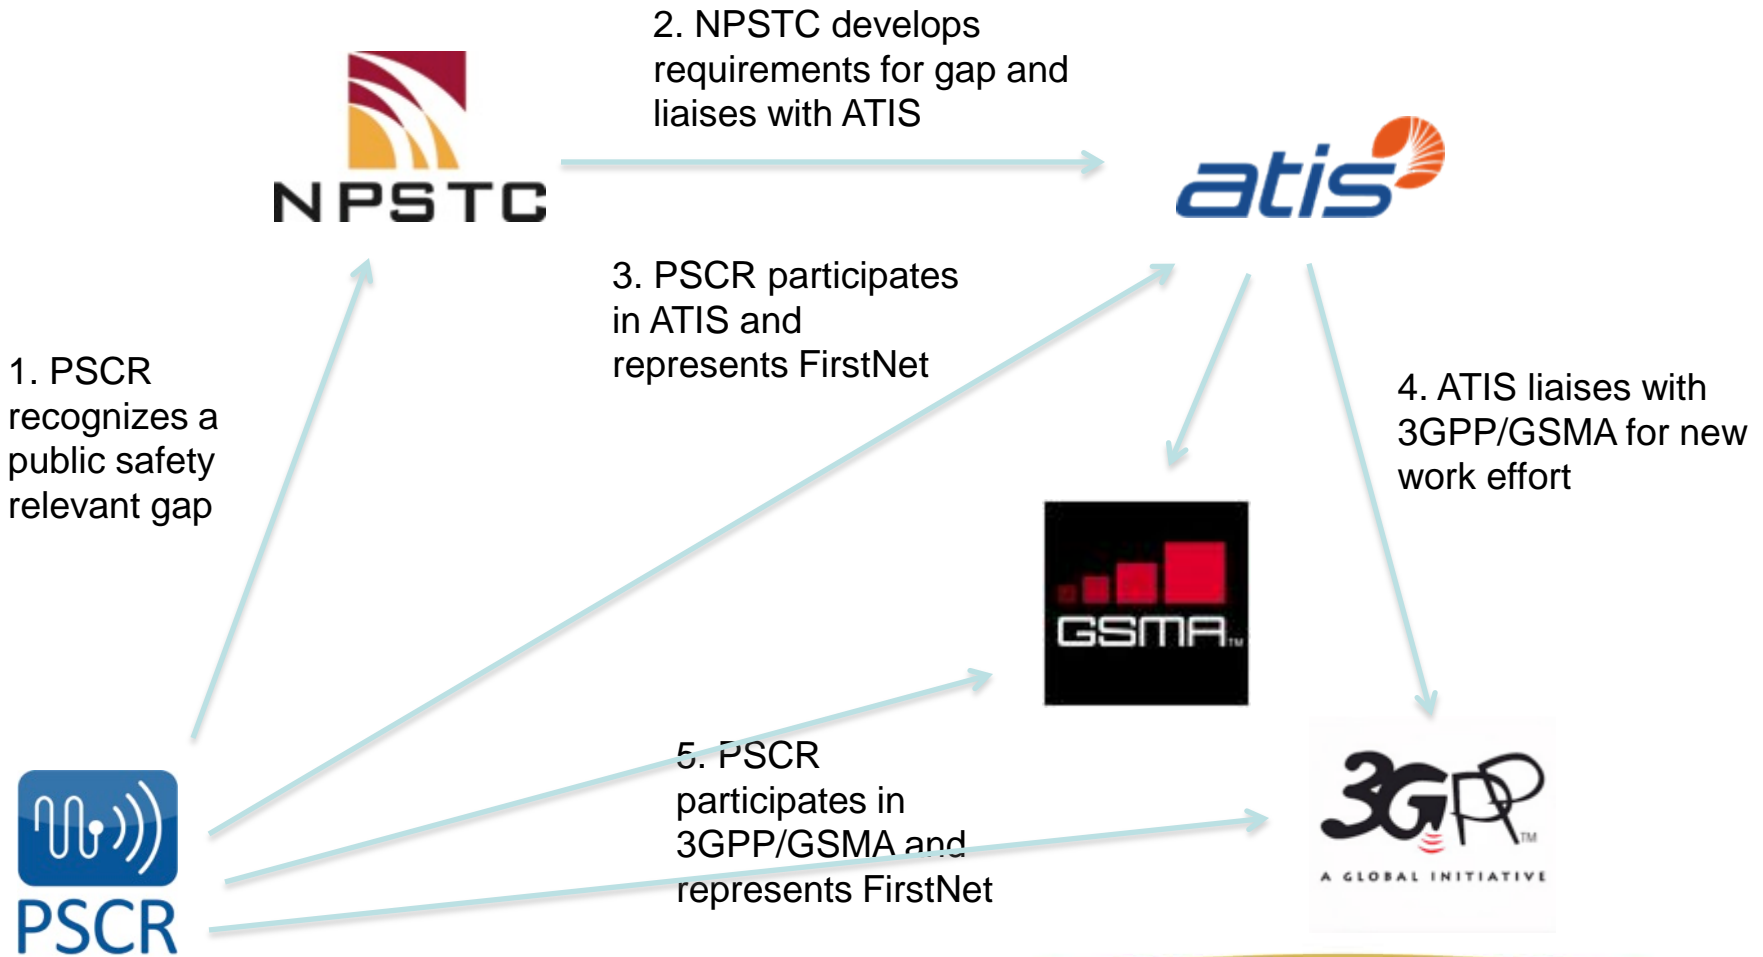 2. NPSTC develops
requirements for gap and
liaises with ATIS
NPSTC
atis
3. PSCR participates
in ATIS and
represents FirstNet
1. PSCR
recognizes a
public safety
relevant gap
4. ATIS liaises with
3GPP/GSMA for new
work effort
GSMA™
5. PSCR
participates in
3GPP/GSMA and
represents FirstNet
3GPP™
A GLOBAL INITIATIVE
PSCR